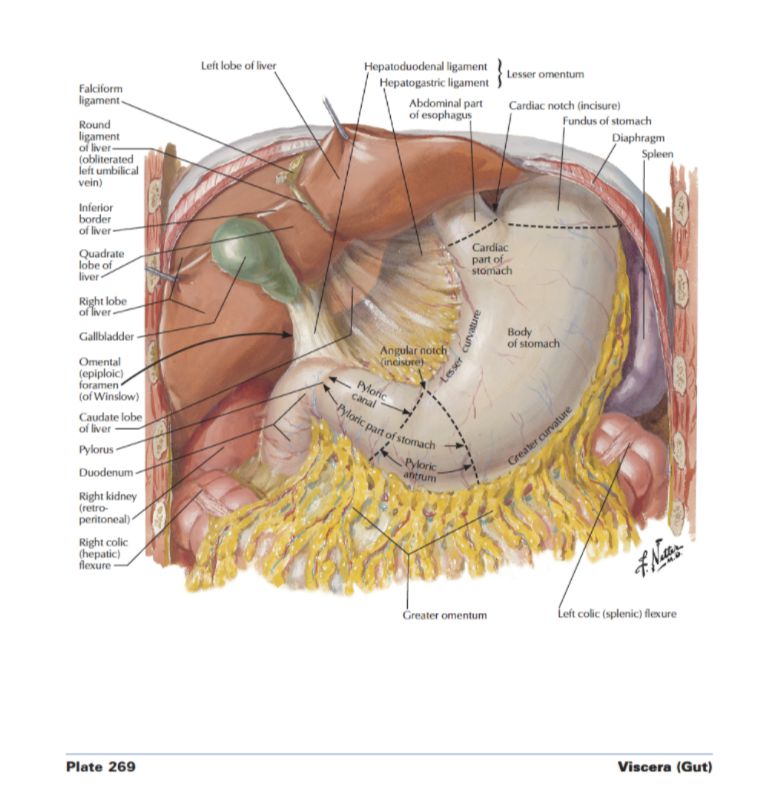 Left lobe of liver
Hepatoduodenal ligament
Hepatogastric ligament
Lesser omentum
Abdominal part
of esophagus
Cardiac notch (incisure)
Fundus of stomach
Diaphragm
Spleen
Falciform
ligament
Round
ligament
of liver
(obliterated
left umbilical
vein)
Inferior
border
of liver
Quadrate
lobe of
liver
Right lobe
of liver
Gallbladder
Omental
(epiploic)
foramen
(of Winslow)
Caudate lobe
of liver
Pylorus
Duodenum
Right kidney
(retro-
peritoneal)
Right colic
(hepatic)
flexure
Cardiac
part of
stomach
Body
of stomach
Angular notch
(incisure)
Lesser curvature
Pyloric
canal
Pyloric part of stomach
Pyloric
antrum
Greater curvature
F. Netter
M.D.
Greater omentum
Left colic (splenic) flexure
Plate 269
Viscera (Gut)